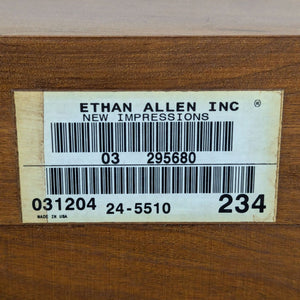 ETHAN ALLEN INC ®
NEW IMPRESSIONS
03 295680
031204 24-5510 234
MADE IN USA